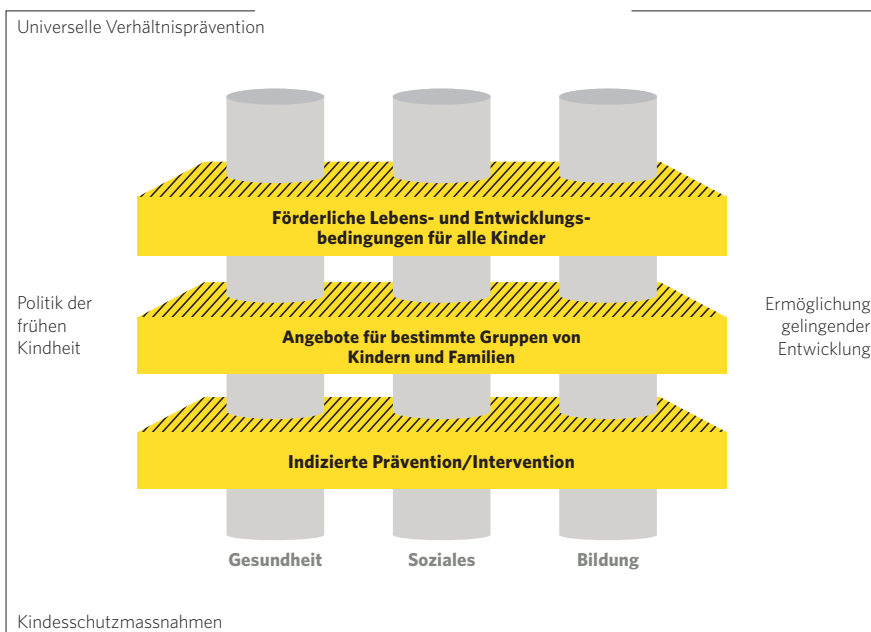 Universelle Verhältnisprävention
Förderliche Lebens- und Entwicklungs-
bedingungen für alle Kinder
Politik der
frühen
Kindheit
Angebote für bestimmte Gruppen von
Kindern und Familien
Ermöglichung
gelingender
Entwicklung
Indizierte Prävention/Intervention
Gesundheit
Soziales
Bildung
Kindesschutzmassnahmen